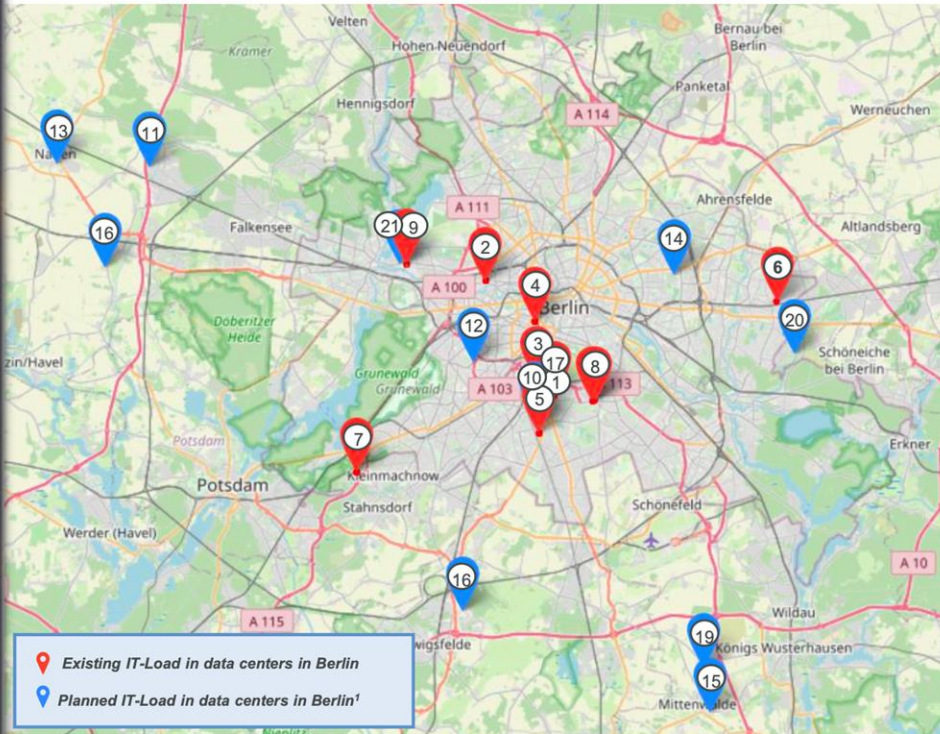 Velten
Bernau bei
Berlin
Krämer
Hohen Neuendorf
Panketal
Hennigsdorf
A 114
Werneuchen
13
11
Nauen
Ahrensfelde
A 111
16
Falkensee
21
9
2
14
Altlandsberg
6
A 100
4
Berlin
Döberitzer
Heide
12
20
3
17
Schöneiche
bei Berlin
Grunewald
Grunewald
zin/Havel
10
1
8
A 103
113
5
Potsdam
7
Erkner
Kleinmachnow
Potsdam
Stahnsdorf
Schönefeld
Werder (Havel)
A 10
16
A 115
Wildau
19
wigsfelde
Königs Wusterhausen
15
Mittenwalde
Existing IT-Load in data centers in Berlin
Planned IT-Load in data centers in Berlin¹